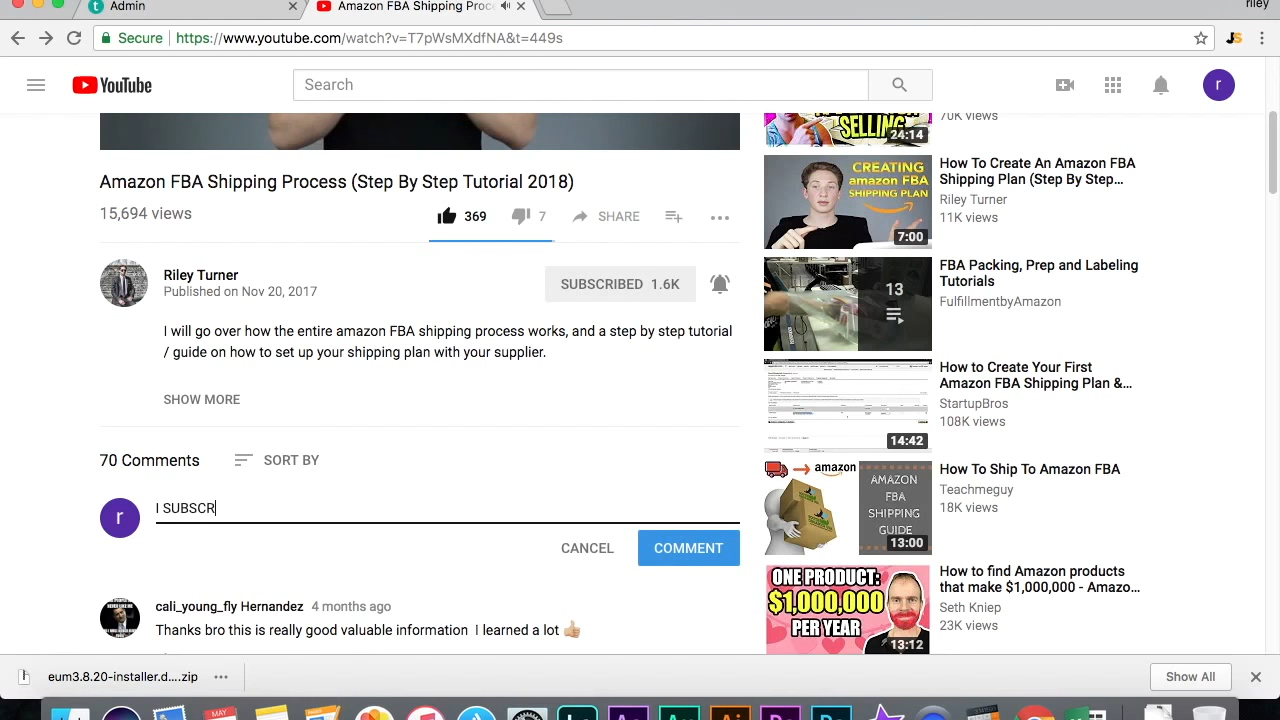 riley
Admin
Amazon FBA Shipping Proce
Secure
https://www.youtube.com/watch?v=T7pWsMXdfNA&t=449s
YouTube
Search
r
Amazon FBA Shipping Process (Step By Step Tutorial 2018)
15,694 views
369
7
SHARE
Riley Turner
Published on Nov 20, 2017
SUBSCRIBED 1.6K
I will go over how the entire amazon FBA shipping process works, and a step by step tutorial
/ guide on how to set up your shipping plan with your supplier.
SHOW MORE
70 Comments
SORT BY
r
I SUBSCR
CANCEL
COMMENT
cali_young_fly Hernandez 4 months ago
Thanks bro this is really good valuable information I learned a lot 👍
SELLING
24:14
70K views
CREATING
amazon FBA
SHIPPING PLAN
7:00
How To Create An Amazon FBA
Shipping Plan (Step By Step...
Riley Turner
11K views
13
FBA Packing, Prep and Labeling
Tutorials
FulfillmentbyAmazon
14:42
How to Create Your First
Amazon FBA Shipping Plan &...
StartupBros
108K views
amazon
AMAZON
FBA
SHIPPING
GUIDE
13:00
How To Ship To Amazon FBA
Teachmeguy
18K views
ONE PRODUCT:
$1,000,000
PER YEAR
13:12
How to find Amazon products
that make $1,000,000 - Amazo...
Seth Kniep
23K views
eum3.8.20-installer.d....zip
Show All
MAY